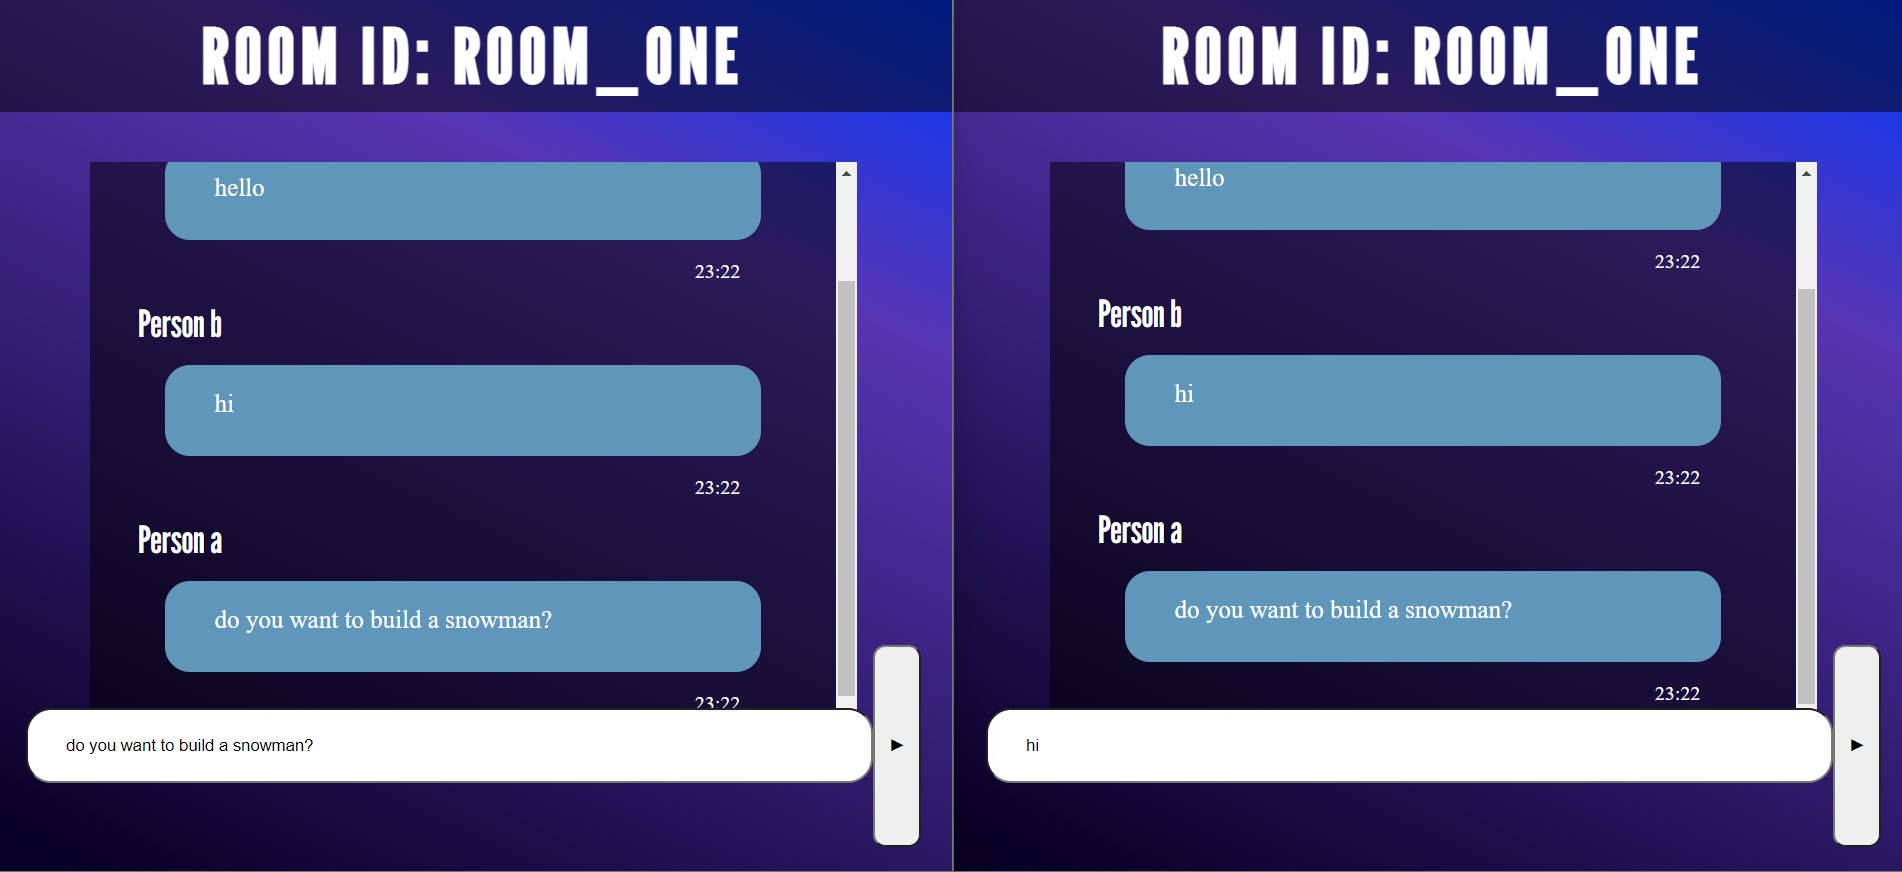 ROOM ID: ROOM_ONE
hello
23:22
Person b
hi
23:22
Person a
do you want to build a snowman?
23:22
do you want to build a snowman?
►
ROOM ID: ROOM_ONE
hello
23:22
Person b
hi
23:22
Person a
do you want to build a snowman?
23:22
hi
►